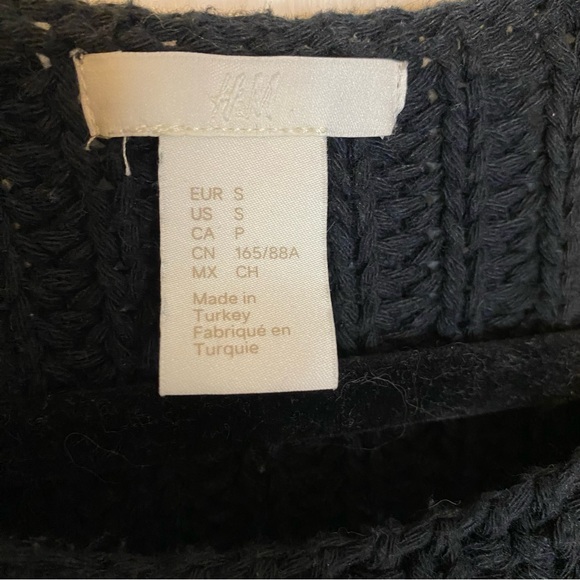 H&M
EUR S
US S
CA P
CN 165/88A
MX CH
Made in
Turkey
Fabriqué en
Turquie